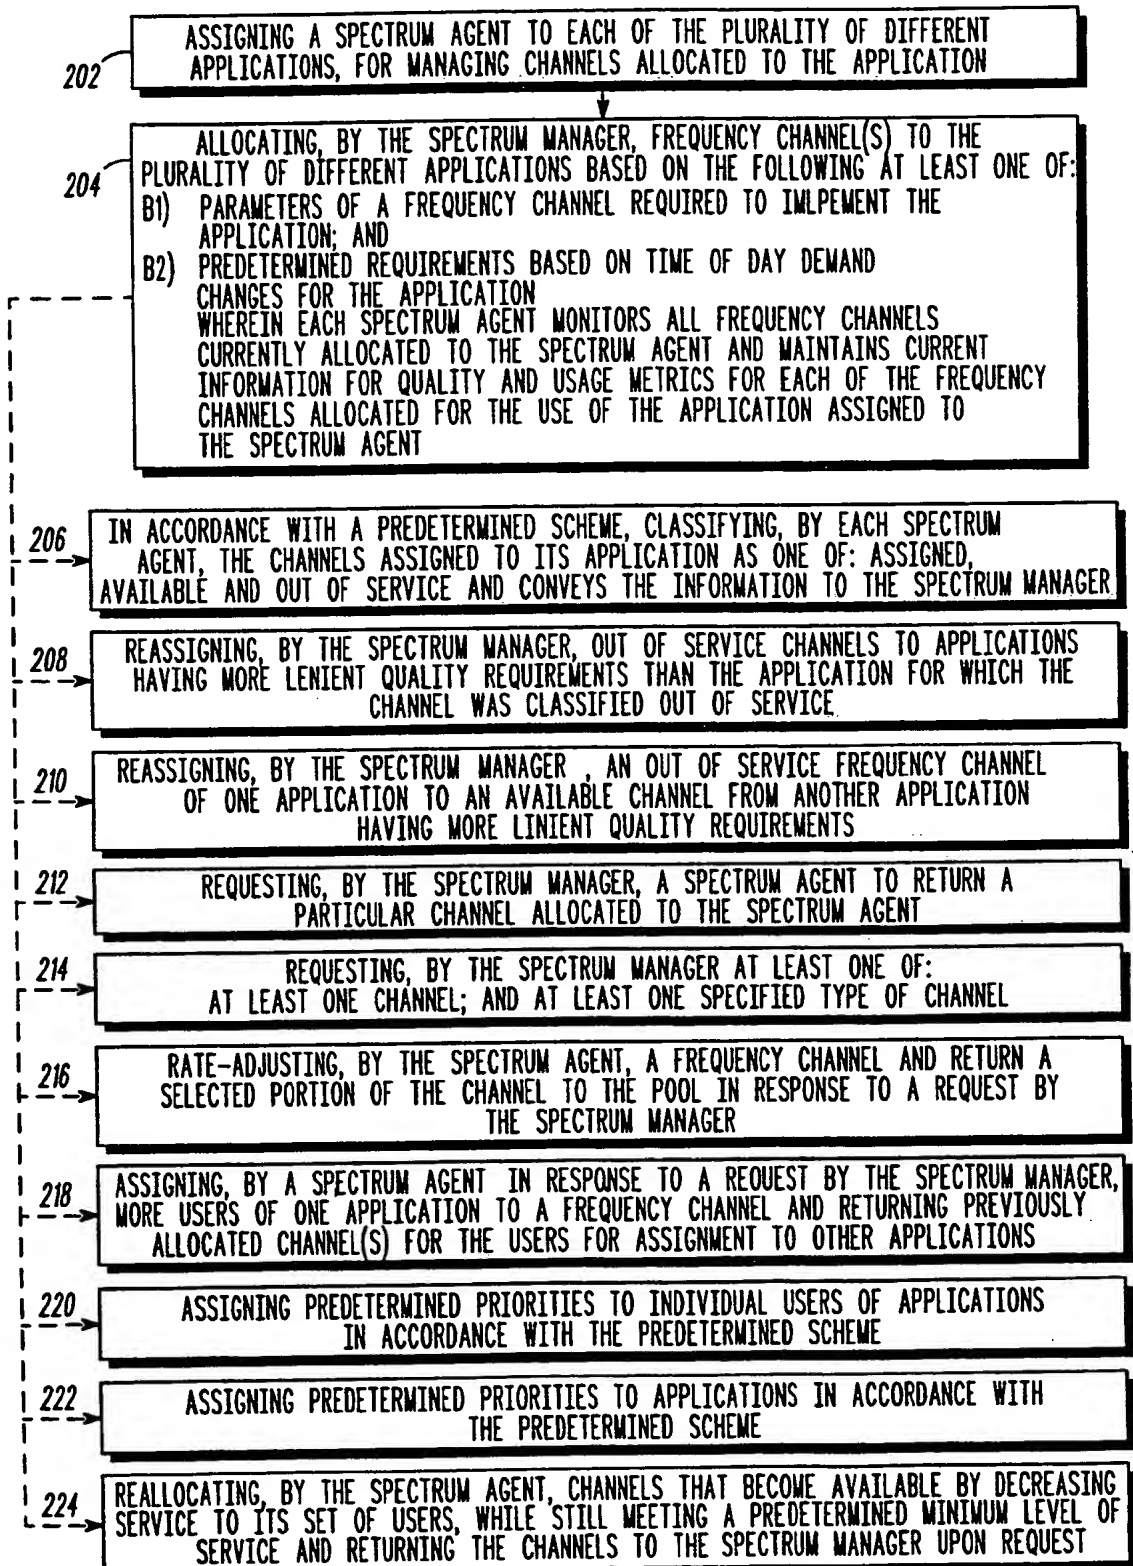 ASSIGNING A SPECTRUM AGENT TO EACH OF THE PLURALITY OF DIFFERENT
APPLICATIONS, FOR MANAGING CHANNELS ALLOCATED TO THE APPLICATION
202
ALLOCATING, BY THE SPECTRUM MANAGER, FREQUENCY CHANNEL(S) TO THE
PLURALITY OF DIFFERENT APPLICATIONS BASED ON THE FOLLOWING AT LEAST ONE OF:
204
B1) PARAMETERS OF A FREQUENCY CHANNEL REQUIRED TO IMLPEMENT THE
APPLICATION; AND
B2) PREDETERMINED REQUIREMENTS BASED ON TIME OF DAY DEMAND
CHANGES FOR THE APPLICATION
WHEREIN EACH SPECTRUM AGENT MONITORS ALL FREQUENCY CHANNELS
CURRENTLY ALLOCATED TO THE SPECTRUM AGENT AND MAINTAINS CURRENT
INFORMATION FOR QUALITY AND USAGE METRICS FOR EACH OF THE FREQUENCY
CHANNELS ALLOCATED FOR THE USE OF THE APPLICATION ASSIGNED TO
THE SPECTRUM AGENT
206
IN ACCORDANCE WITH A PREDETERMINED SCHEME, CLASSIFYING, BY EACH SPECTRUM
AGENT, THE CHANNELS ASSIGNED TO ITS APPLICATION AS ONE OF: ASSIGNED,
AVAILABLE AND OUT OF SERVICE AND CONVEYS THE INFORMATION TO THE SPECTRUM MANAGER
208
REASSIGNING, BY THE SPECTRUM MANAGER, OUT OF SERVICE CHANNELS TO APPLICATIONS
HAVING MORE LENIENT QUALITY REQUIREMENTS THAN THE APPLICATION FOR WHICH THE
CHANNEL WAS CLASSIFIED OUT OF SERVICE
210
REASSIGNING, BY THE SPECTRUM MANAGER , AN OUT OF SERVICE FREQUENCY CHANNEL
OF ONE APPLICATION TO AN AVAILABLE CHANNEL FROM ANOTHER APPLICATION
HAVING MORE LINIENT QUALITY REQUIREMENTS
212
REQUESTING, BY THE SPECTRUM MANAGER, A SPECTRUM AGENT TO RETURN A
PARTICULAR CHANNEL ALLOCATED TO THE SPECTRUM AGENT
214
REQUESTING, BY THE SPECTRUM MANAGER AT LEAST ONE OF:
AT LEAST ONE CHANNEL; AND AT LEAST ONE SPECIFIED TYPE OF CHANNEL
216
RATE-ADJUSTING, BY THE SPECTRUM AGENT, A FREQUENCY CHANNEL AND RETURN A
SELECTED PORTION OF THE CHANNEL TO THE POOL IN RESPONSE TO A REQUEST BY
THE SPECTRUM MANAGER
218
ASSIGNING, BY A SPECTRUM AGENT IN RESPONSE TO A REQUEST BY THE SPECTRUM MANAGER,
MORE USERS OF ONE APPLICATION TO A FREQUENCY CHANNEL AND RETURNING PREVIOUSLY
ALLOCATED CHANNEL(S) FOR THE USERS FOR ASSIGNMENT TO OTHER APPLICATIONS
220
ASSIGNING PREDETERMINED PRIORITIES TO INDIVIDUAL USERS OF APPLICATIONS
IN ACCORDANCE WITH THE PREDETERMINED SCHEME
222
ASSIGNING PREDETERMINED PRIORITIES TO APPLICATIONS IN ACCORDANCE WITH
THE PREDETERMINED SCHEME
224
REALLOCATING, BY THE SPECTRUM AGENT, CHANNELS THAT BECOME AVAILABLE BY DECREASING
SERVICE TO ITS SET OF USERS, WHILE STILL MEETING A PREDETERMINED MINIMUM LEVEL OF
SERVICE AND RETURNING THE CHANNELS TO THE SPECTRUM MANAGER UPON REQUEST